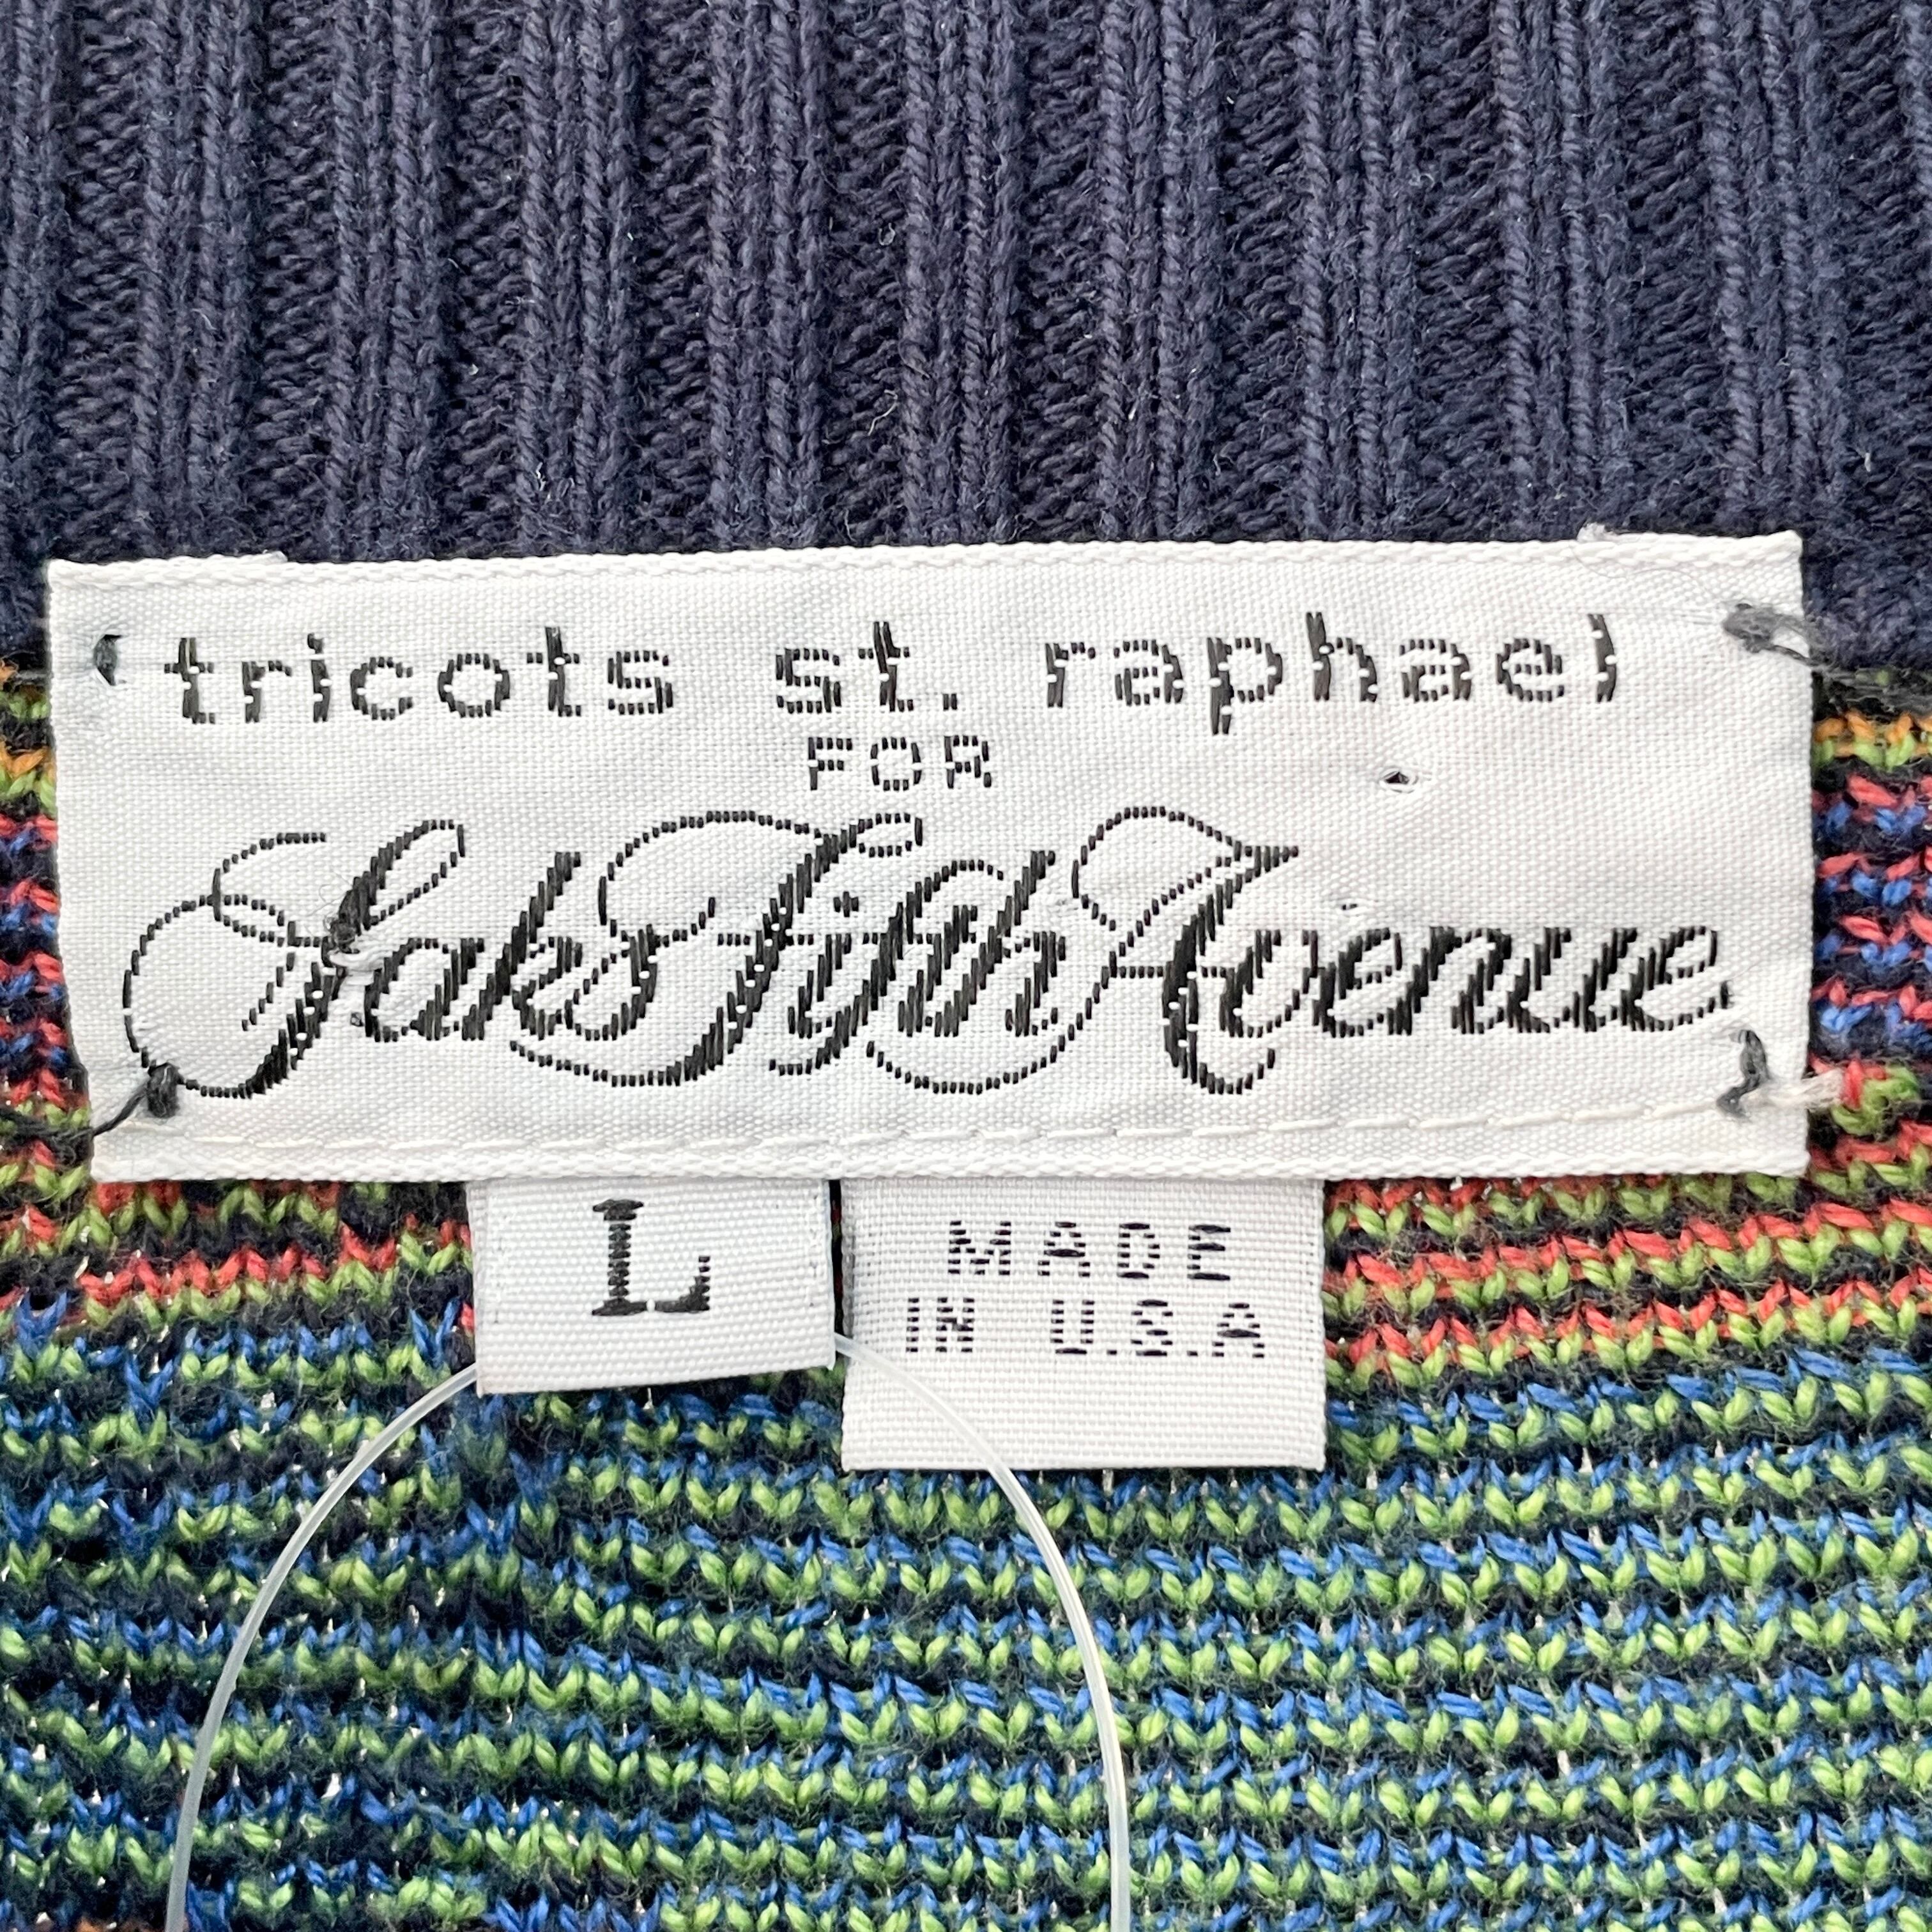 tricots st. raphael
FOR
Saks Fifth Avenue
L
MADE
IN U.S.A